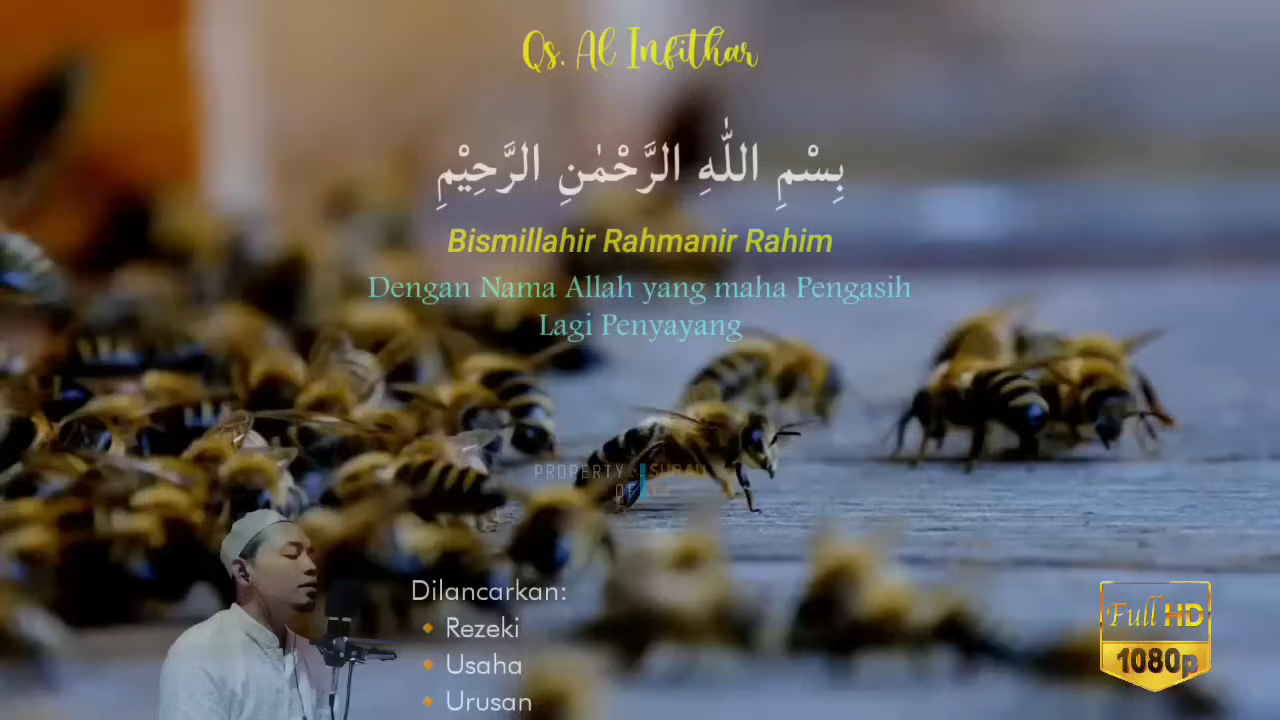 Qs. Al Infithar
بِسْمِ اللّٰهِ الرَّحْمٰنِ الرَّحِيْمِ
Bismillahir Rahmanir Rahim
Dengan Nama Allah yang maha Pengasih
Lagi Penyayang
PROPERTY
OF
Dilancarkan:
🔸 Rezeki
🔸 Usaha
🔸 Urusan
Full HD
1080p